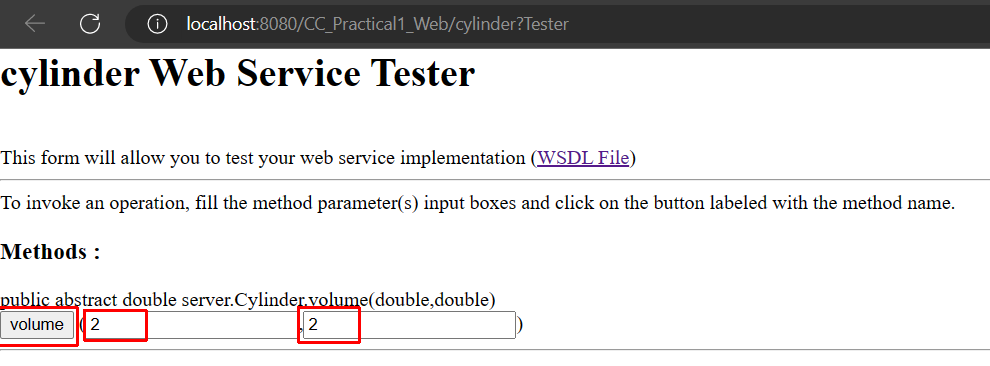 localhost:8080/CC_Practical1_Web/cylinder?Tester
cylinder Web Service Tester
This form will allow you to test your web service implementation (WSDL File)
To invoke an operation, fill the method parameter(s) input boxes and click on the button labeled with the method name.
Methods :
public abstract double server.Cylinder.volume(double,double)
volume (2 ,2 )